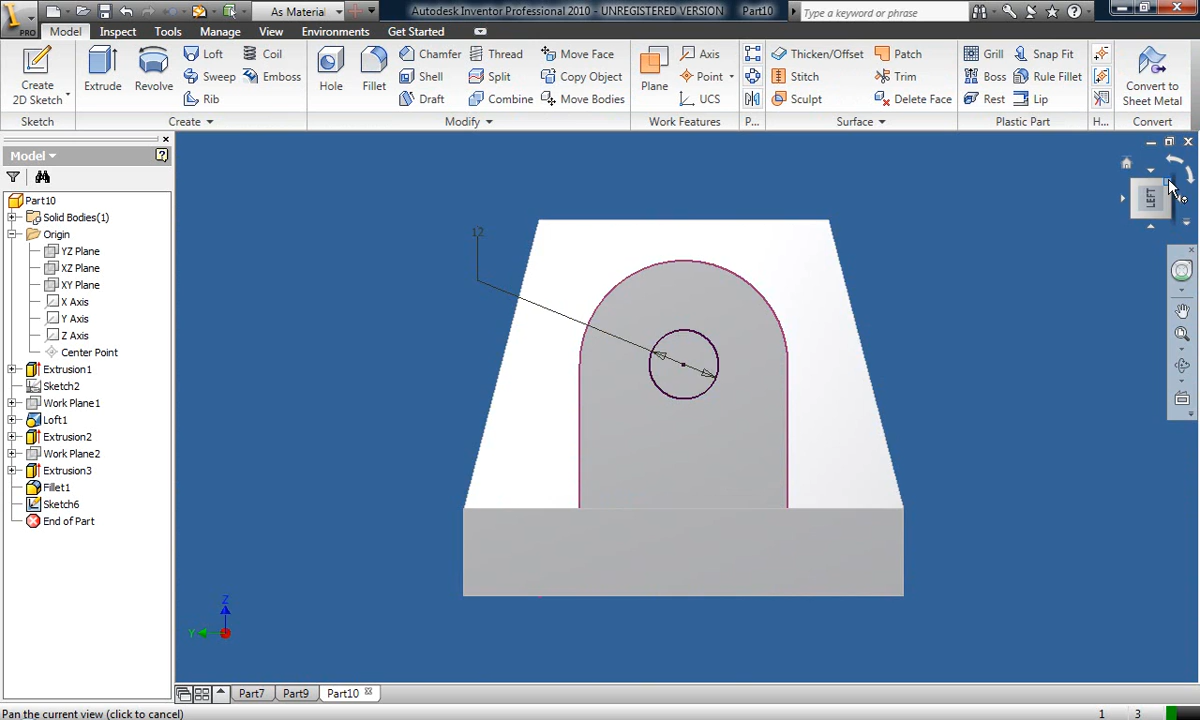 As Material
Autodesk Inventor Professional 2010 - UNREGISTERED VERSION
Part10
Type a keyword or phrase
PRO
Model
Inspect
Tools
Manage
View
Environments
Get Started
Create
2D Sketch
Sketch
Extrude
Revolve
Loft
Sweep
Rib
Coil
Emboss
Create
Hole
Fillet
Chamfer
Shell
Draft
Thread
Split
Combine
Move Face
Copy Object
Move Bodies
Modify
Plane
Axis
Point
UCS
Work Features
P...
Thicken/Offset
Stitch
Sculpt
Patch
Trim
Delete Face
Surface
Grill
Boss
Rest
Snap Fit
Rule Fillet
Lip
Plastic Part
H...
Convert to
Sheet Metal
Convert
Model
Part10
Solid Bodies(1)
Origin
YZ Plane
XZ Plane
XY Plane
X Axis
Y Axis
Z Axis
Center Point
Extrusion1
Sketch2
Work Plane1
Loft1
Extrusion2
Work Plane2
Extrusion3
Fillet1
Sketch6
End of Part
12
LEFT
Z
Y
Part7
Part9
Part10
Pan the current view (click to cancel)
1
3